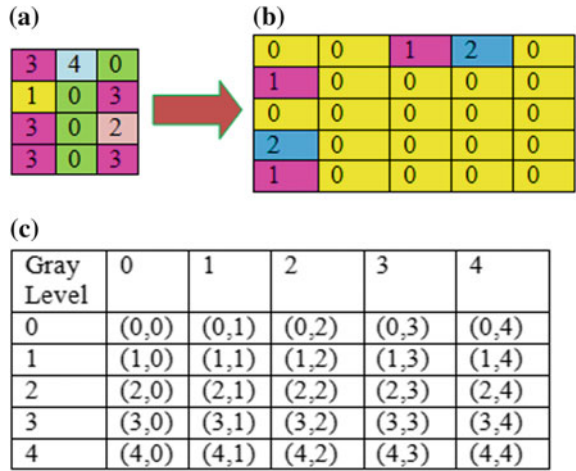 (a)
3 4 0
1 0 3
3 0 2
3 0 3
(b)
0 0 1 2 0
1 0 0 0 0
0 0 0 0 0
2 0 0 0 0
1 0 0 0 0
(c)
Gray Level 0 1 2 3 4
0 (0,0) (0,1) (0,2) (0,3) (0,4)
1 (1,0) (1,1) (1,2) (1,3) (1,4)
2 (2,0) (2,1) (2,2) (2,3) (2,4)
3 (3,0) (3,1) (3,2) (3,3) (3,4)
4 (4,0) (4,1) (4,2) (4,3) (4,4)